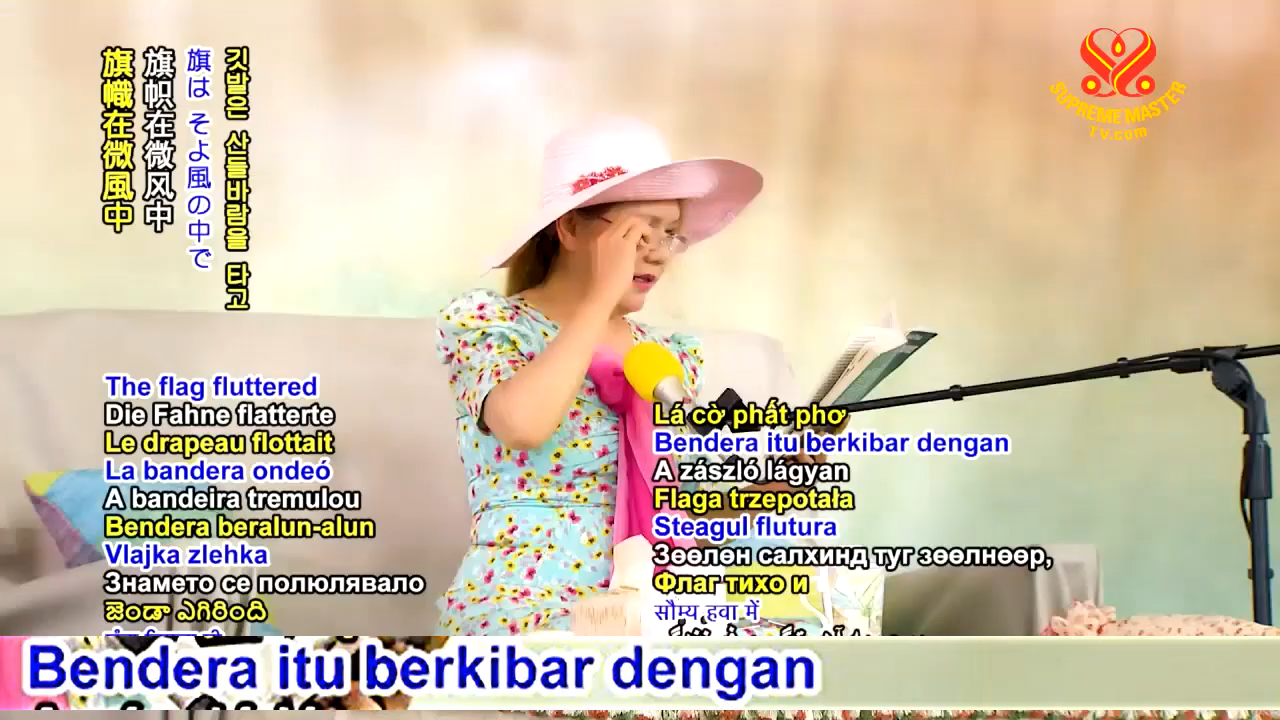 旗幟在微風中
旗帜在微风中
旗は そよ風の中で
깃발은 산들바람을 타고
SUPREME MASTER
TV.com
The flag fluttered
Die Fahne flatterte
Le drapeau flottait
La bandera ondeó
A bandeira tremulou
Bendera beralun-alun
Vlajka zlehka
Знамето се полюлявало
జెండా ఎగిరింది
Lá cờ phất phơ
Bendera itu berkibar dengan
A zászló lágyan
Flaga trzepotała
Steagul flutura
Зөөлөн салхинд туг зөөлнөөр,
Флаг тихо и
सौम्य हवा में
Bendera itu berkibar dengan